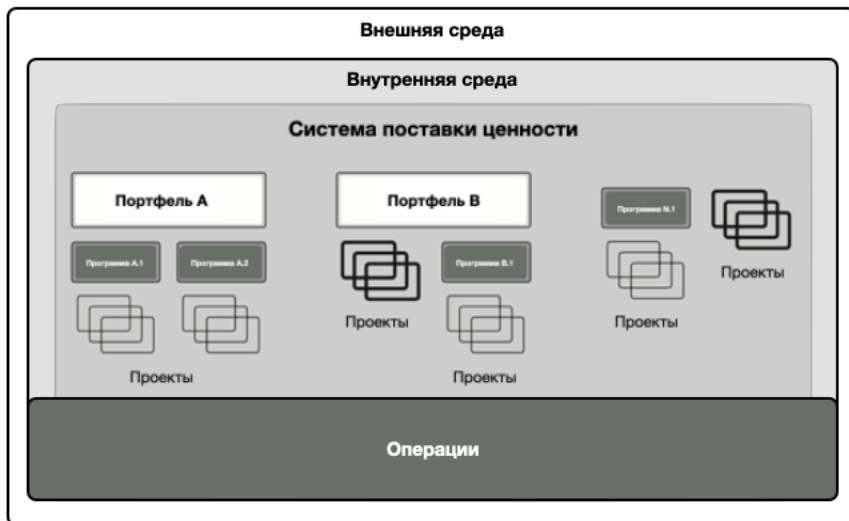 Внешняя среда
Внутренняя среда
Система поставки ценности
Портфель A
Портфель B
Программа N.1
Программа A.1
Программа A.2
Программа B.1
Проекты
Проекты
Проекты
Проекты
Проекты
Операции